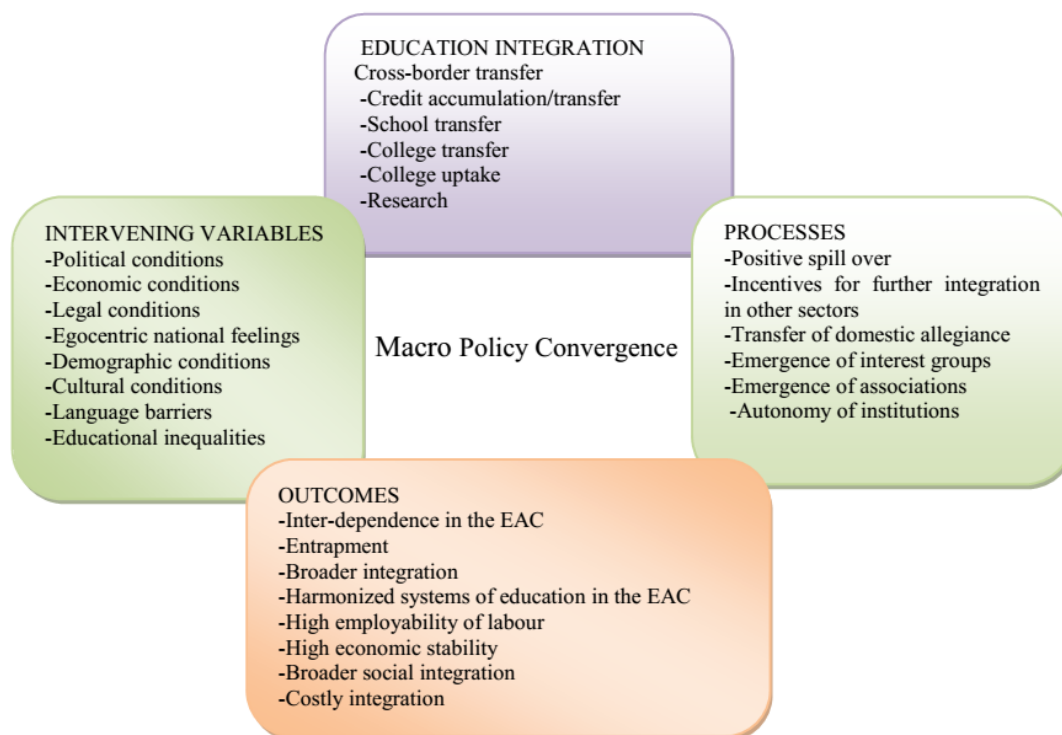 EDUCATION INTEGRATION
Cross-border transfer
-Credit accumulation/transfer
-School transfer
-College transfer
-College uptake
-Research
INTERVENING VARIABLES
-Political conditions
-Economic conditions
-Legal conditions
-Egocentric national feelings
-Demographic conditions
-Cultural conditions
-Language barriers
-Educational inequalities
Macro Policy Convergence
PROCESSES
-Positive spill over
-Incentives for further integration
in other sectors
-Transfer of domestic allegiance
-Emergence of interest groups
-Emergence of associations
-Autonomy of institutions
OUTCOMES
-Inter-dependence in the EAC
-Entrapment
-Broader integration
-Harmonized systems of education in the EAC
-High employability of labour
-High economic stability
-Broader social integration
-Costly integration